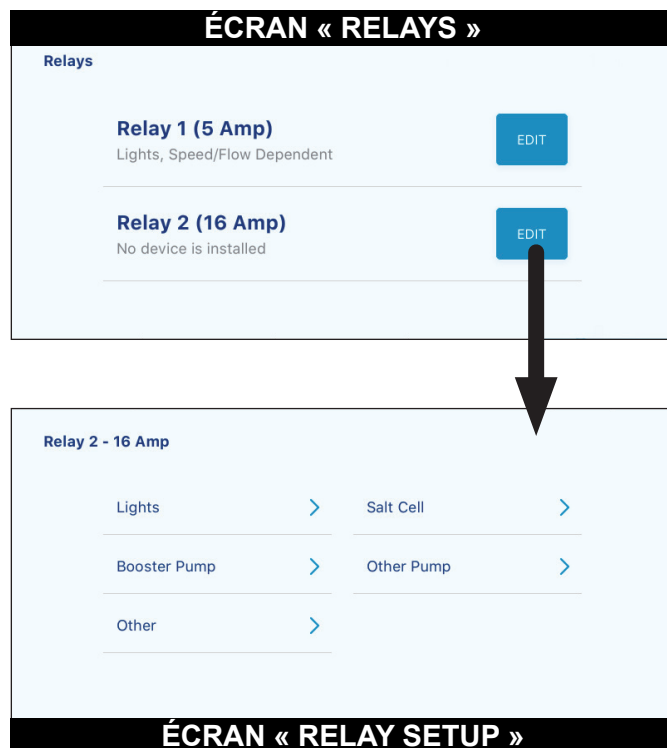 ÉCRAN « RELAYS »
Relays
Relay 1 (5 Amp)
Lights, Speed/Flow Dependent
EDIT
Relay 2 (16 Amp)
No device is installed
EDIT
Relay 2 - 16 Amp
Lights
Salt Cell
Booster Pump
Other Pump
Other
ÉCRAN « RELAY SETUP »